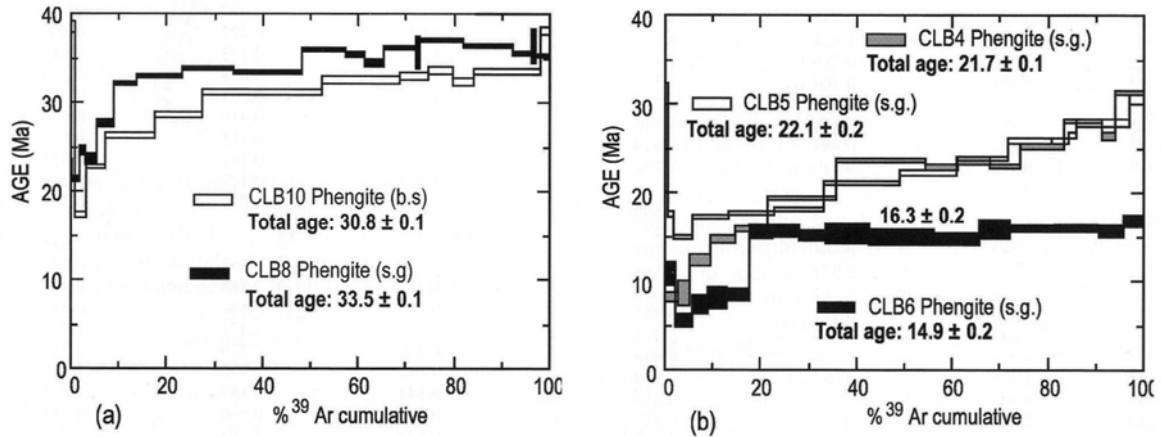 40
30
20
10
0
AGE (Ma)
CLB10 Phengite (b.s)
Total age: 30.8 ± 0.1
CLB8 Phengite (s.g)
Total age: 33.5 ± 0.1
0 20 40 60 80 100
(a) % 39 Ar cumulative
40
30
20
10
0
AGE (Ma)
CLB4 Phengite (s.g.)
Total age: 21.7 ± 0.1
CLB5 Phengite (s.g.)
Total age: 22.1 ± 0.2
16.3 ± 0.2
CLB6 Phengite (s.g.)
Total age: 14.9 ± 0.2
0 20 40 60 80 100
(b) % 39 Ar cumulative